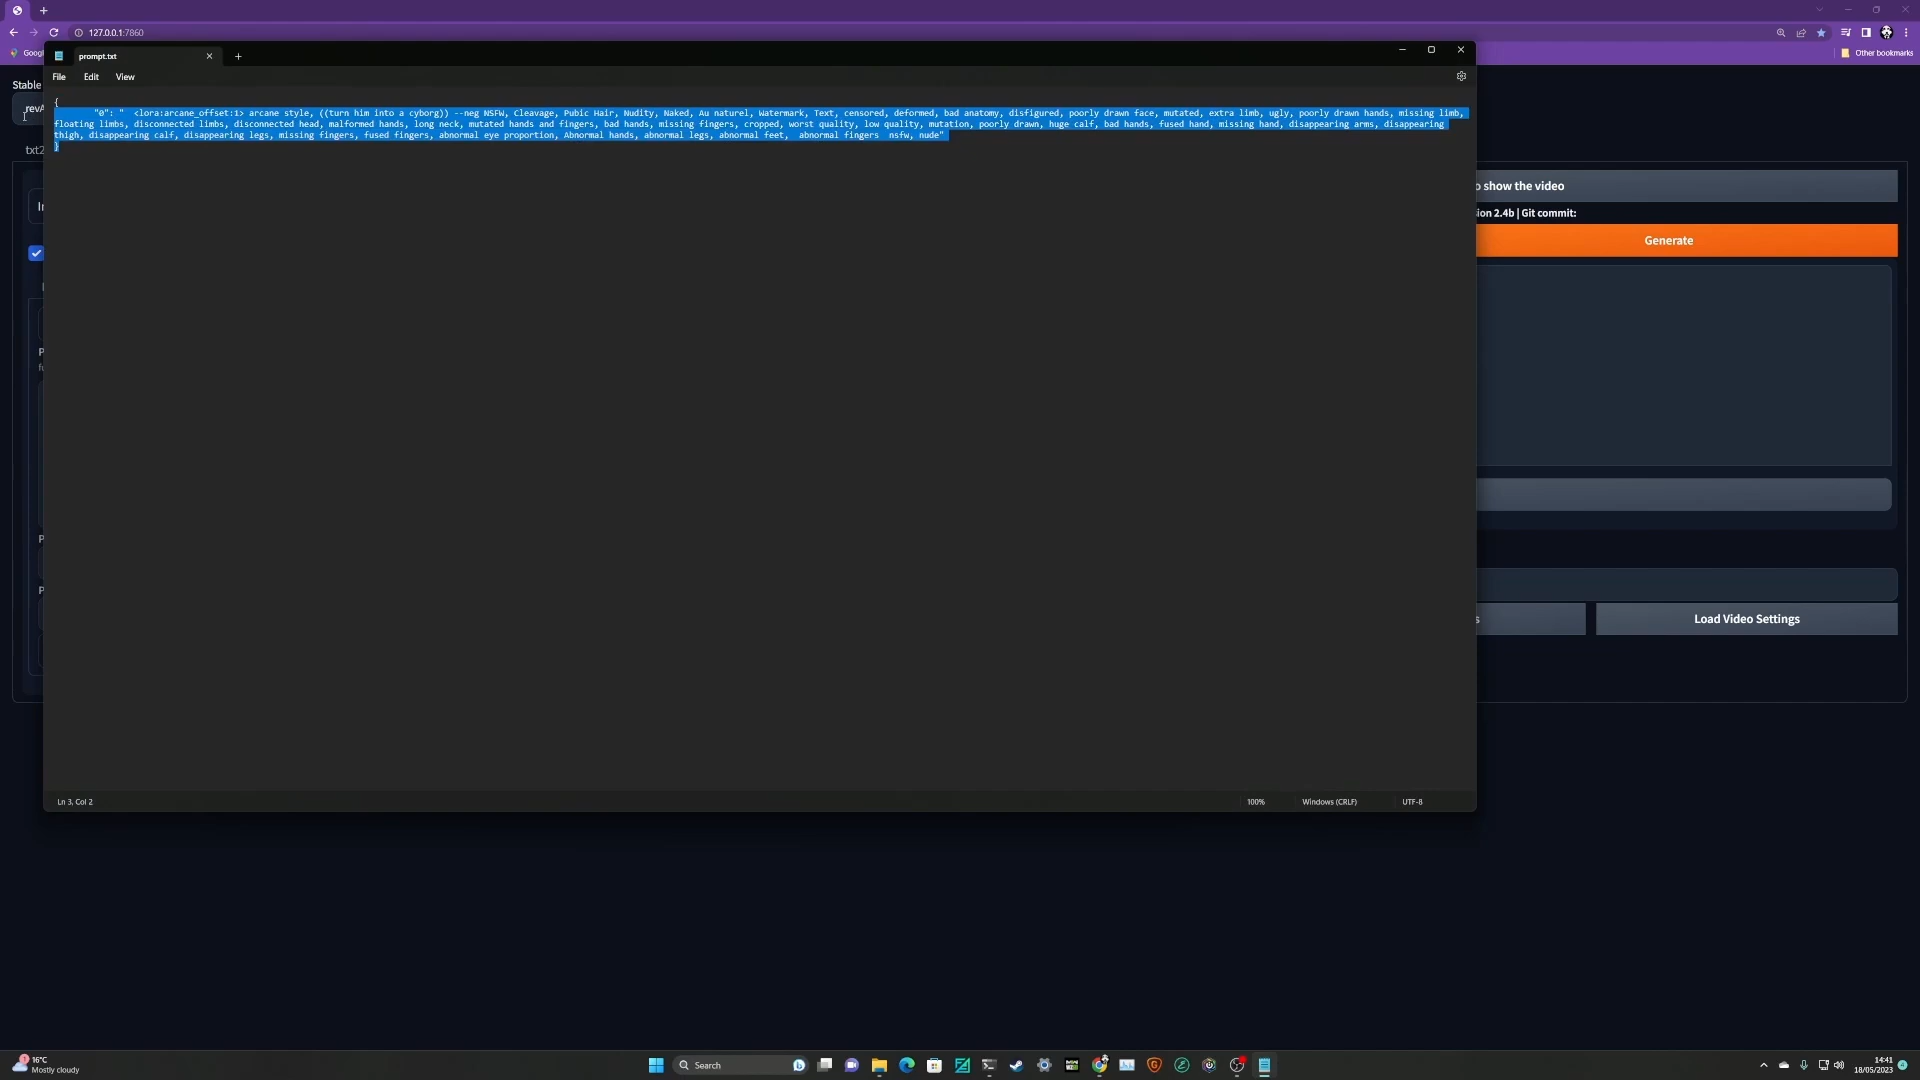 127.0.0.1:7860
Other bookmarks
prompt.txt
File Edit View
Stable
{
"0": " <lora:arcane_offset:1> arcane style, ((turn him into a cyborg)) --neg NSFW, Cleavage, Pubic Hair, Nudity, Naked, Au naturel, Watermark, Text, censored, deformed, bad anatomy, disfigured, poorly drawn face, mutated, extra limb, ugly, poorly drawn hands, missing limb,
floating limbs, disconnected limbs, disconnected head, malformed hands, long neck, mutated hands and fingers, bad hands, missing fingers, cropped, worst quality, low quality, mutation, poorly drawn, huge calf, bad hands, fused hand, missing hand, disappearing arms, disappearing
thigh, disappearing calf, disappearing legs, missing fingers, fused fingers, abnormal eye proportion, Abnormal hands, abnormal legs, abnormal feet, abnormal fingers nsfw, nude"
}
o show the video
ion 2.4b | Git commit:
Generate
s
Load Video Settings
Ln 3, Col 2
100%
Windows (CRLF)
UTF-8
1
16°C
Mostly cloudy
Search
14:41
18/05/2023